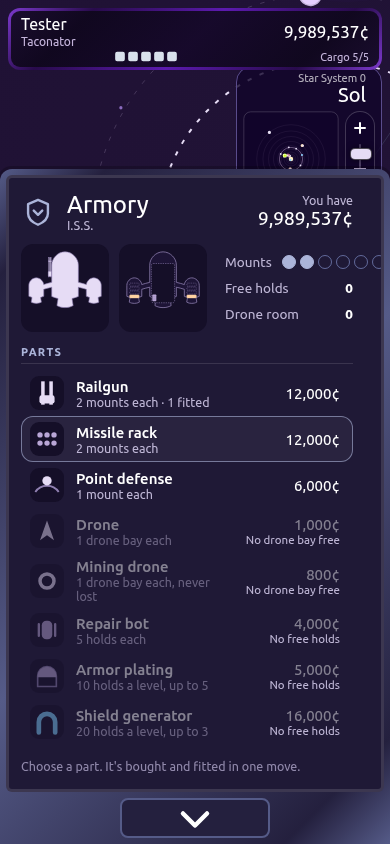 Tester
Taconator
9,989,537¢
Cargo 5/5
Star System 0
Sol
Armory
I.S.S.
You have
9,989,537¢
Mounts
Free holds 0
Drone room 0
PARTS
Railgun
2 mounts each · 1 fitted
12,000¢
Missile rack
2 mounts each
12,000¢
Point defense
1 mount each
6,000¢
Drone
1 drone bay each
1,000¢
No drone bay free
Mining drone
1 drone bay each, never
lost
800¢
No drone bay free
Repair bot
5 holds each
4,000¢
No free holds
Armor plating
10 holds a level, up to 5
5,000¢
No free holds
Shield generator
20 holds a level, up to 3
16,000¢
No free holds
Choose a part. It's bought and fitted in one move.